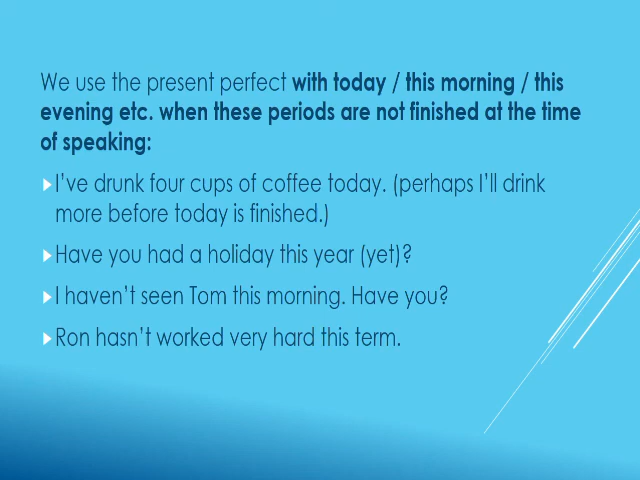 We use the present perfect with today / this morning / this
evening etc. when these periods are not finished at the time
of speaking:
I've drunk four cups of coffee today. (perhaps I'll drink
more before today is finished.)
Have you had a holiday this year (yet)?
I haven't seen Tom this morning. Have you?
Ron hasn't worked very hard this term.